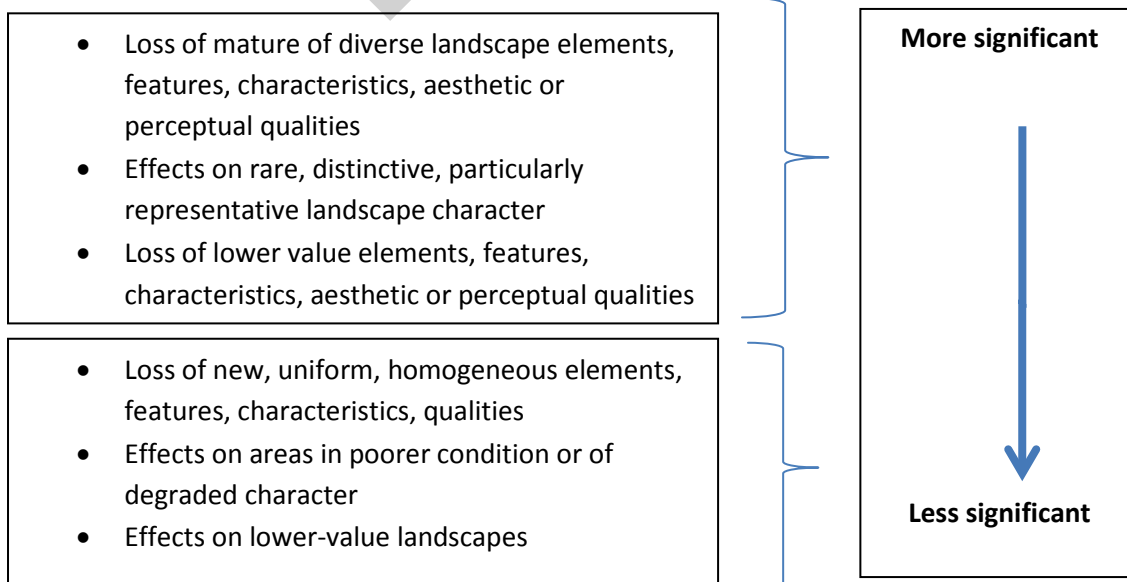 • Loss of mature of diverse landscape elements,
features, characteristics, aesthetic or
perceptual qualities
• Effects on rare, distinctive, particularly
representative landscape character
• Loss of lower value elements, features,
characteristics, aesthetic or perceptual qualities
• Loss of new, uniform, homogeneous elements,
features, characteristics, qualities
• Effects on areas in poorer condition or of
degraded character
• Effects on lower-value landscapes
More significant
Less significant